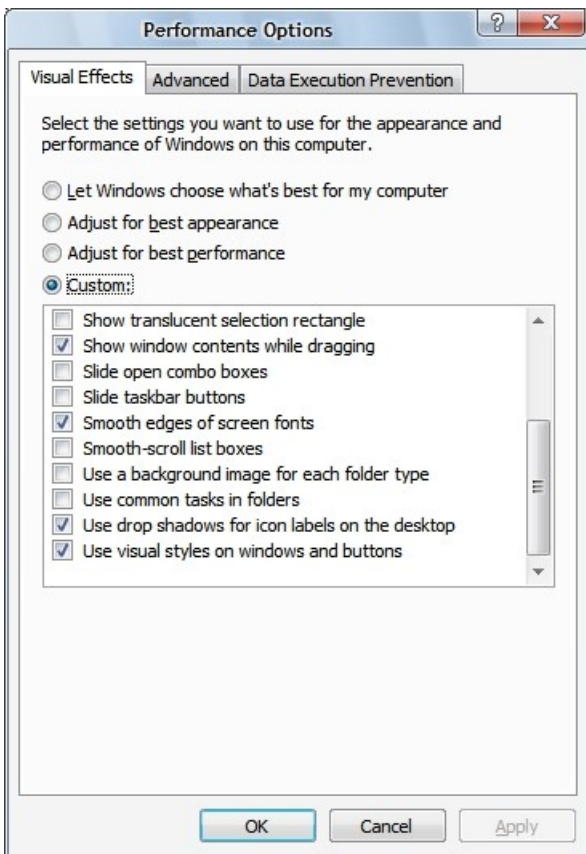 Performance Options
?
X
Visual Effects Advanced Data Execution Prevention
Select the settings you want to use for the appearance and
performance of Windows on this computer.
Let Windows choose what's best for my computer
Adjust for best appearance
Adjust for best performance
Custom:
Show translucent selection rectangle
Show window contents while dragging
Slide open combo boxes
Slide taskbar buttons
Smooth edges of screen fonts
Smooth-scroll list boxes
Use a background image for each folder type
Use common tasks in folders
Use drop shadows for icon labels on the desktop
Use visual styles on windows and buttons
OK Cancel Apply